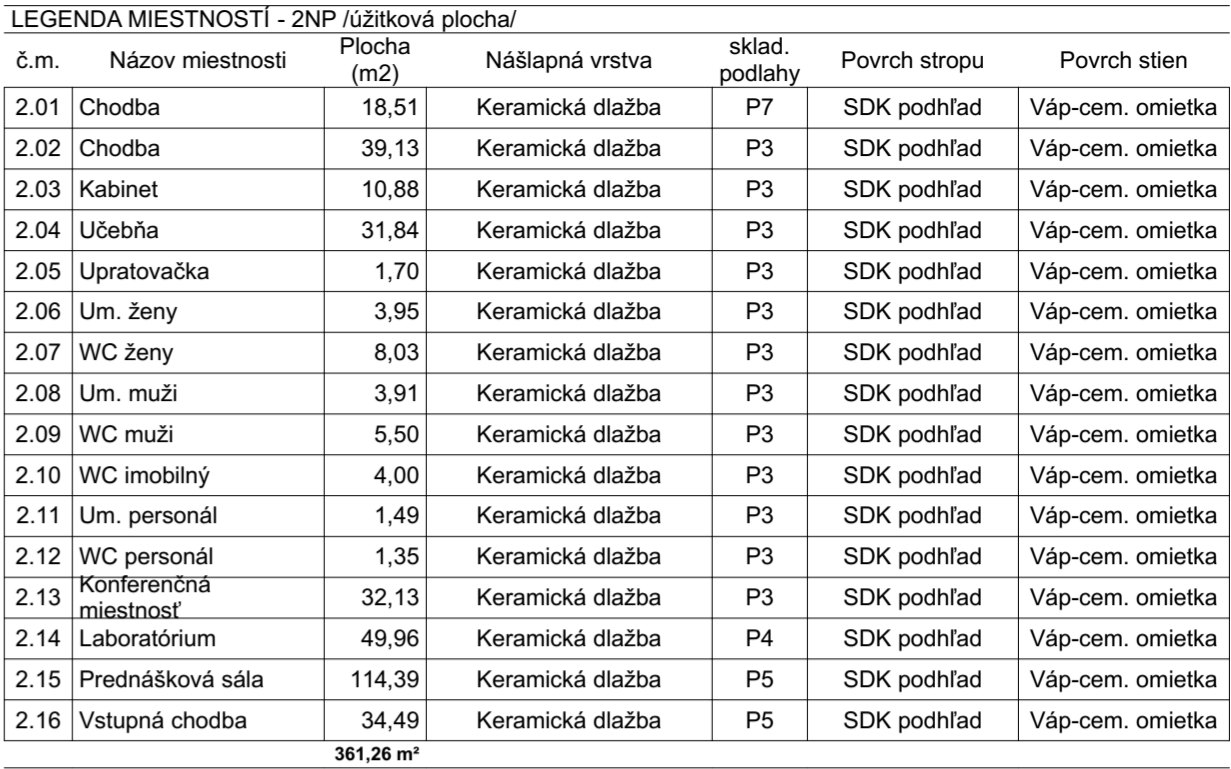 LEGENDA MIESTNOSTÍ - 2NP /úžitková plocha/
č.m. Názov miestnosti Plocha (m2) Nášlapná vrstva sklad. podlahy Povrch stropu Povrch stien
2.01 Chodba 18,51 Keramická dlažba P7 SDK podhľad Váp-cem. omietka
2.02 Chodba 39,13 Keramická dlažba P3 SDK podhľad Váp-cem. omietka
2.03 Kabinet 10,88 Keramická dlažba P3 SDK podhľad Váp-cem. omietka
2.04 Učebňa 31,84 Keramická dlažba P3 SDK podhľad Váp-cem. omietka
2.05 Upratovačka 1,70 Keramická dlažba P3 SDK podhľad Váp-cem. omietka
2.06 Um. ženy 3,95 Keramická dlažba P3 SDK podhľad Váp-cem. omietka
2.07 WC ženy 8,03 Keramická dlažba P3 SDK podhľad Váp-cem. omietka
2.08 Um. muži 3,91 Keramická dlažba P3 SDK podhľad Váp-cem. omietka
2.09 WC muži 5,50 Keramická dlažba P3 SDK podhľad Váp-cem. omietka
2.10 WC imobilný 4,00 Keramická dlažba P3 SDK podhľad Váp-cem. omietka
2.11 Um. personál 1,49 Keramická dlažba P3 SDK podhľad Váp-cem. omietka
2.12 WC personál 1,35 Keramická dlažba P3 SDK podhľad Váp-cem. omietka
2.13 Konferenčná miestnosť 32,13 Keramická dlažba P3 SDK podhľad Váp-cem. omietka
2.14 Laboratórium 49,96 Keramická dlažba P4 SDK podhľad Váp-cem. omietka
2.15 Prednášková sála 114,39 Keramická dlažba P5 SDK podhľad Váp-cem. omietka
2.16 Vstupná chodba 34,49 Keramická dlažba P5 SDK podhľad Váp-cem. omietka
361,26 m²